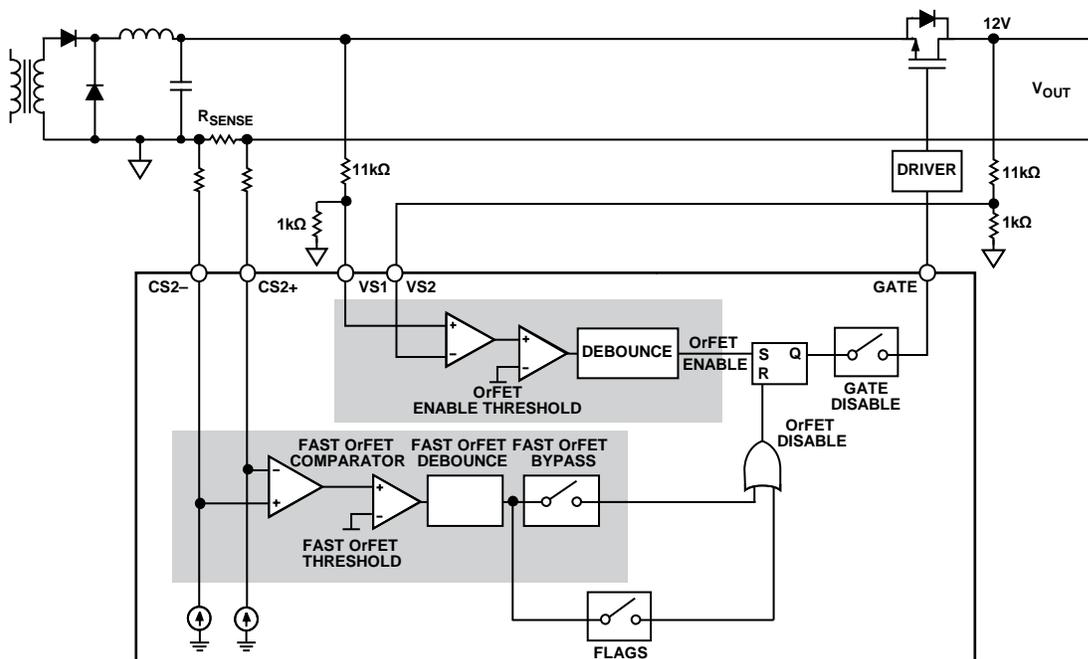 12V
VOUT
RSENSE
11kΩ
DRIVER
11kΩ
1kΩ
1kΩ
CS2–
CS2+
VS1
VS2
GATE
+
–
+
–
DEBOUNCE
OrFET
ENABLE
S
Q
R
GATE
DISABLE
OrFET
ENABLE THRESHOLD
OrFET
DISABLE
FAST OrFET
COMPARATOR
FAST OrFET
DEBOUNCE
FAST OrFET
BYPASS
–
+
+
–
FAST OrFET
THRESHOLD
FLAGS